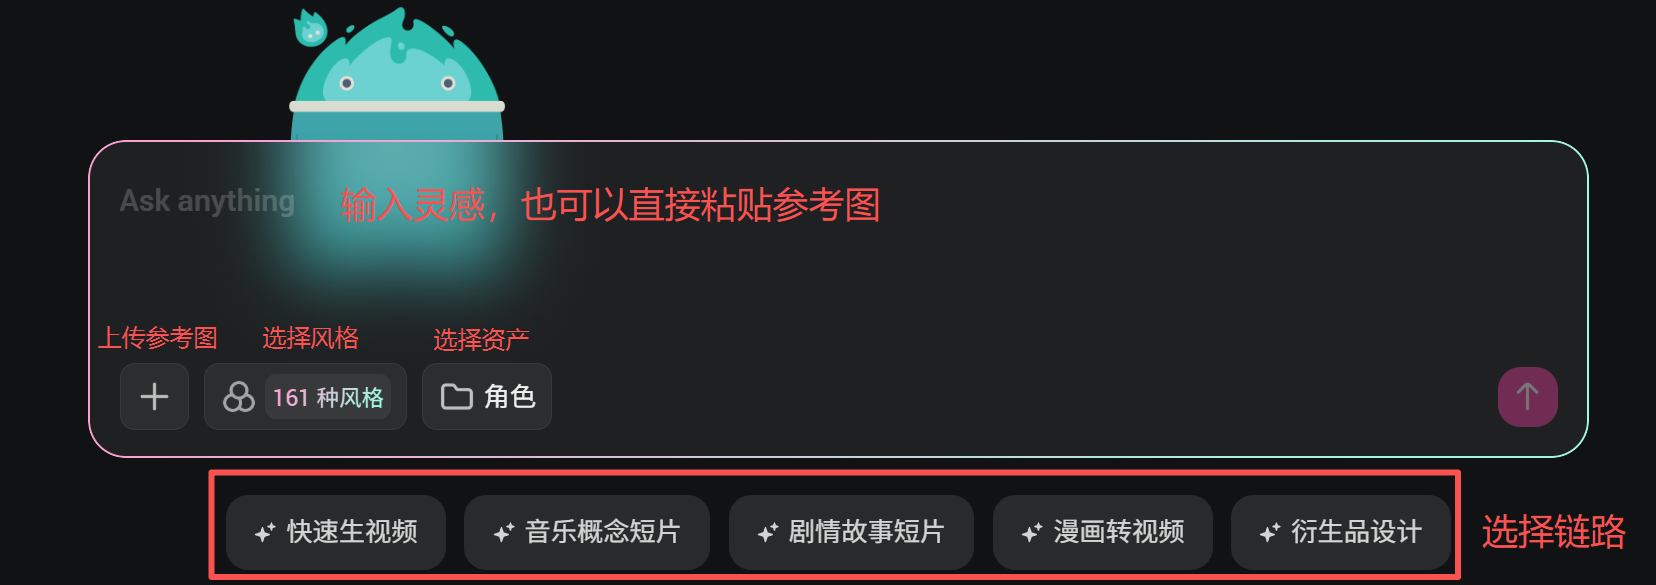 Ask anything
输入灵感，也可以直接粘贴参考图
上传参考图
选择风格
选择资产
161 种风格
角色
快速生视频
音乐概念短片
剧情故事短片
漫画转视频
衍生品设计
选择链路